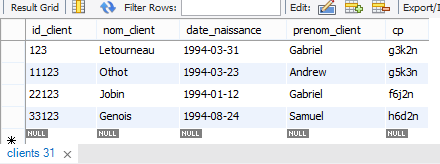 Result Grid Filter Rows: Edit: Export/I
id_client nom_client date_naissance prenom_client cp
123 Letourneau 1994-03-31 Gabriel g3k2n
11123 Othot 1994-03-23 Andrew g5k3n
22123 Jobin 1994-01-12 Gabriel f6j2n
33123 Genois 1994-08-24 Samuel h6d2n
NULL NULL NULL NULL NULL
clients 31